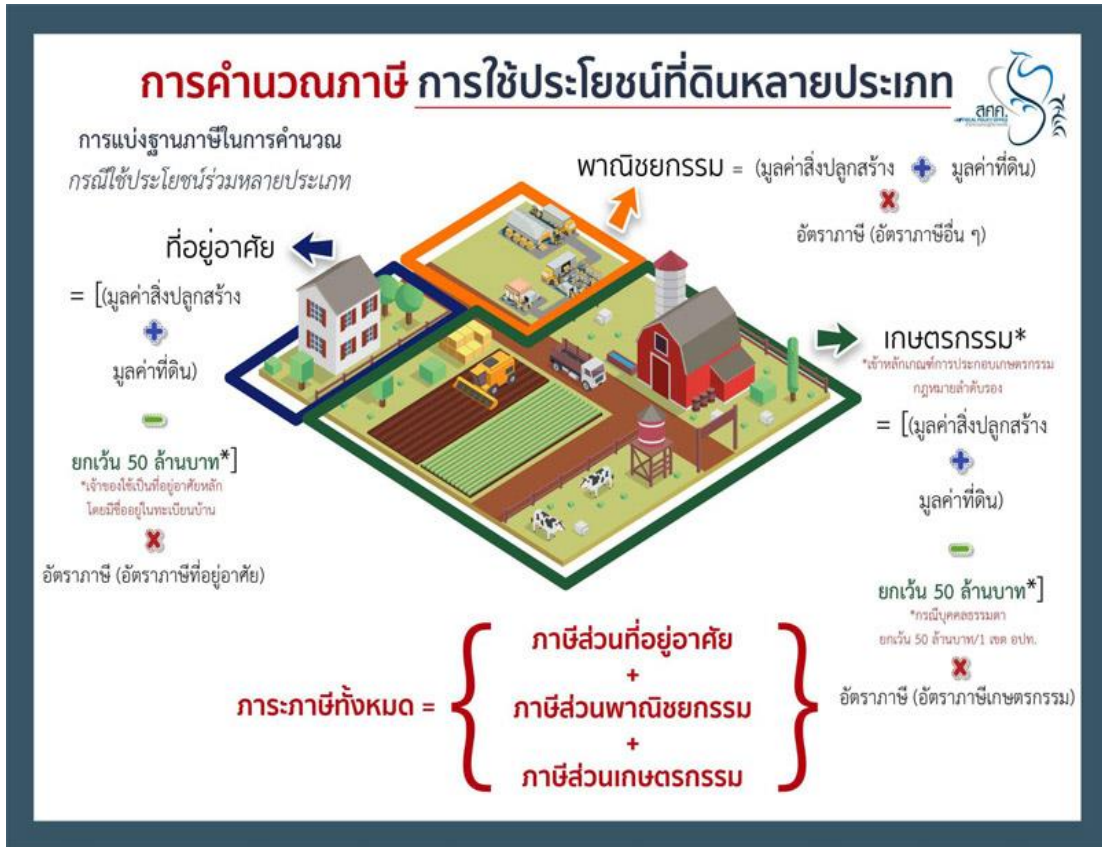 การคำนวณภาษี การใช้ประโยชน์ที่ดินหลายประเภท
สศค.
FISCAL POLICY OFFICE
การแบ่งฐานภาษีในการคำนวณ
กรณีใช้ประโยชน์ร่วมหลายประเภท
พาณิชยกรรม = (มูลค่าสิ่งปลูกสร้าง + มูลค่าที่ดิน)
x
อัตราภาษี (อัตราภาษีอื่น ๆ)
ที่อยู่อาศัย
= [(มูลค่าสิ่งปลูกสร้าง
+
มูลค่าที่ดิน)
-
ยกเว้น 50 ล้านบาท*]
*เจ้าของใช้เป็นที่อยู่อาศัยหลัก
โดยมีชื่ออยู่ในทะเบียนบ้าน
x
อัตราภาษี (อัตราภาษีที่อยู่อาศัย)
เกษตรกรรม*
*เข้าหลักเกณฑ์การประกอบเกษตรกรรม
กฎหมายลำดับรอง
= [(มูลค่าสิ่งปลูกสร้าง
+
มูลค่าที่ดิน)
-
ยกเว้น 50 ล้านบาท*]
*กรณีบุคคลธรรมดา
ยกเว้น 50 ล้านบาท/1 เขต อปท.
x
อัตราภาษี (อัตราภาษีเกษตรกรรม)
ภาระภาษีทั้งหมด = { ภาษีส่วนที่อยู่อาศัย
+
ภาษีส่วนพาณิชยกรรม
+
ภาษีส่วนเกษตรกรรม }